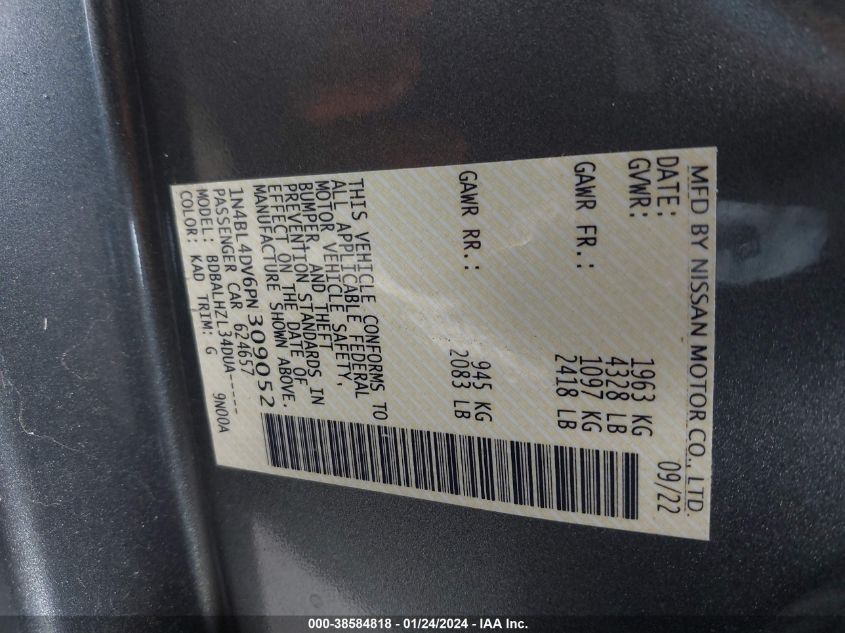 MFD BY NISSAN MOTOR CO., LTD.
DATE: 09/22
GVWR: 1963 KG
4328 LB
GAWR FR.: 1097 KG
2418 LB
GAWR RR.: 945 KG
2083 LB
THIS VEHICLE CONFORMS TO
ALL APPLICABLE FEDERAL
MOTOR VEHICLE SAFETY,
BUMPER, AND THEFT
PREVENTION STANDARDS IN
EFFECT ON THE DATE OF
MANUFACTURE SHOWN ABOVE.
1N4BL4DV6PN309052
PASSENGER CAR 624657
MODEL: BDBALHZL34DUA-----
COLOR: KAD TRIM: G 9N00A
000-38584818 - 01/24/2024 - IAA Inc.